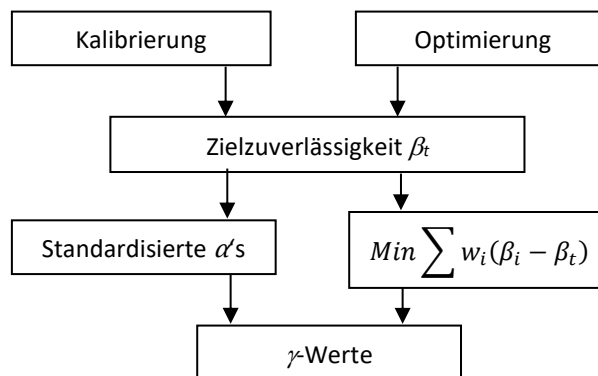 Kalibrierung
Optimierung
Zielzuverlässigkeit βt
Standardisierte α's
Min ∑ wi(βi − βt)
γ-Werte